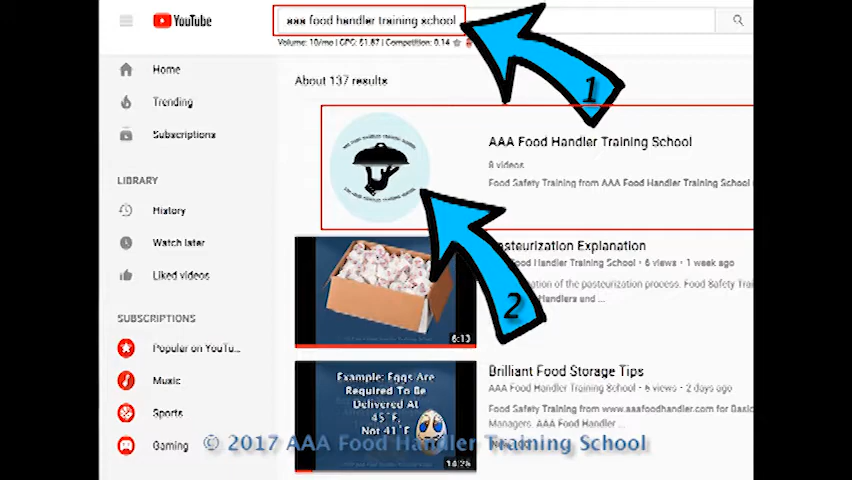 YouTube
aaa food handler training school
Volume: 10/mo | CPC: $1.87 | Competition: 0.14
Home
Trending
Subscriptions
LIBRARY
History
Watch later
Liked videos
SUBSCRIPTIONS
Popular on YouTu...
Music
Sports
Gaming
About 137 results
1
AAA Food Handler Training School
9 videos
Food Safety Training from AAA Food Handler Training School on
2
Pasteurization Explanation
Food Handler Training School • 6 views • 1 week ago
of the pasteurization process. Food Safety Training
Handlers and ...
6:13
Example: Eggs Are
Required To Be
Delivered At
45°F,
Not 41°F
14:28
Brilliant Food Storage Tips
AAA Food Handler Training School • 6 views • 2 days ago
Food Safety Training from www.aaafoodhandler.com for Basic
Managers. AAA Food Handler Training School
© 2017 AAA Food Handler Training School